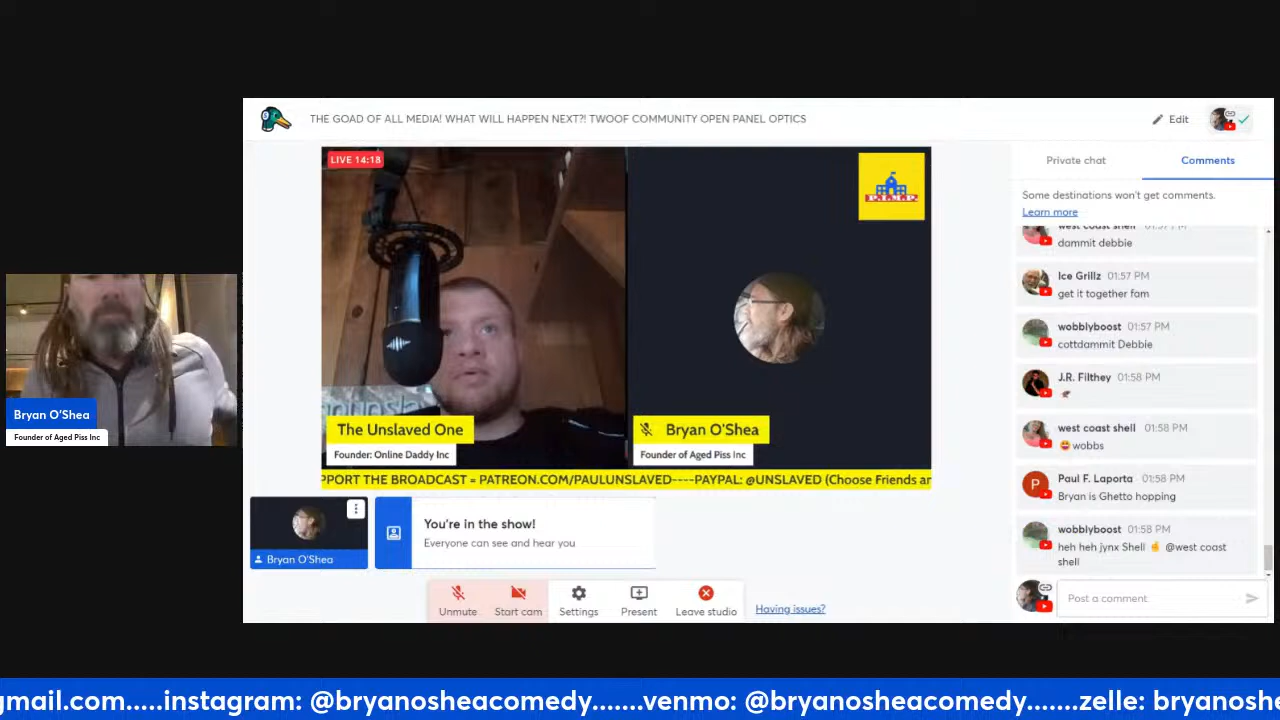 THE GOAD OF ALL MEDIA! WHAT WILL HAPPEN NEXT?! TWOOF COMMUNITY OPEN PANEL OPTICS
Edit
LIVE 14:18
The Unslaved One
Founder: Online Daddy Inc
Bryan O'Shea
Founder of Aged Piss Inc
PPORT THE BROADCAST = PATREON.COM/PAULUNSLAVED----PAYPAL: @UNSLAVED (Choose Friends an
Bryan O'Shea
Founder of Aged Piss Inc
Bryan O'Shea
You're in the show!
Everyone can see and hear you
Unmute
Start cam
Settings
Present
Leave studio
Having issues?
Private chat
Comments
Some destinations won't get comments.
Learn more
west coast shell 01:57 PM
dammit debbie
Ice Grillz 01:57 PM
get it together fam
wobblyboost 01:57 PM
cottdammit Debbie
J.R. Filthey 01:58 PM
west coast shell 01:58 PM
😆wobbs
Paul F. Laporta 01:58 PM
Bryan is Ghetto hopping
wobblyboost 01:58 PM
heh heh jynx Shell ✌ @west coast
shell
Post a comment
gmail.com.....instagram: @bryanosheacomedy.......venmo: @bryanosheacomedy.......zelle: bryanoshe